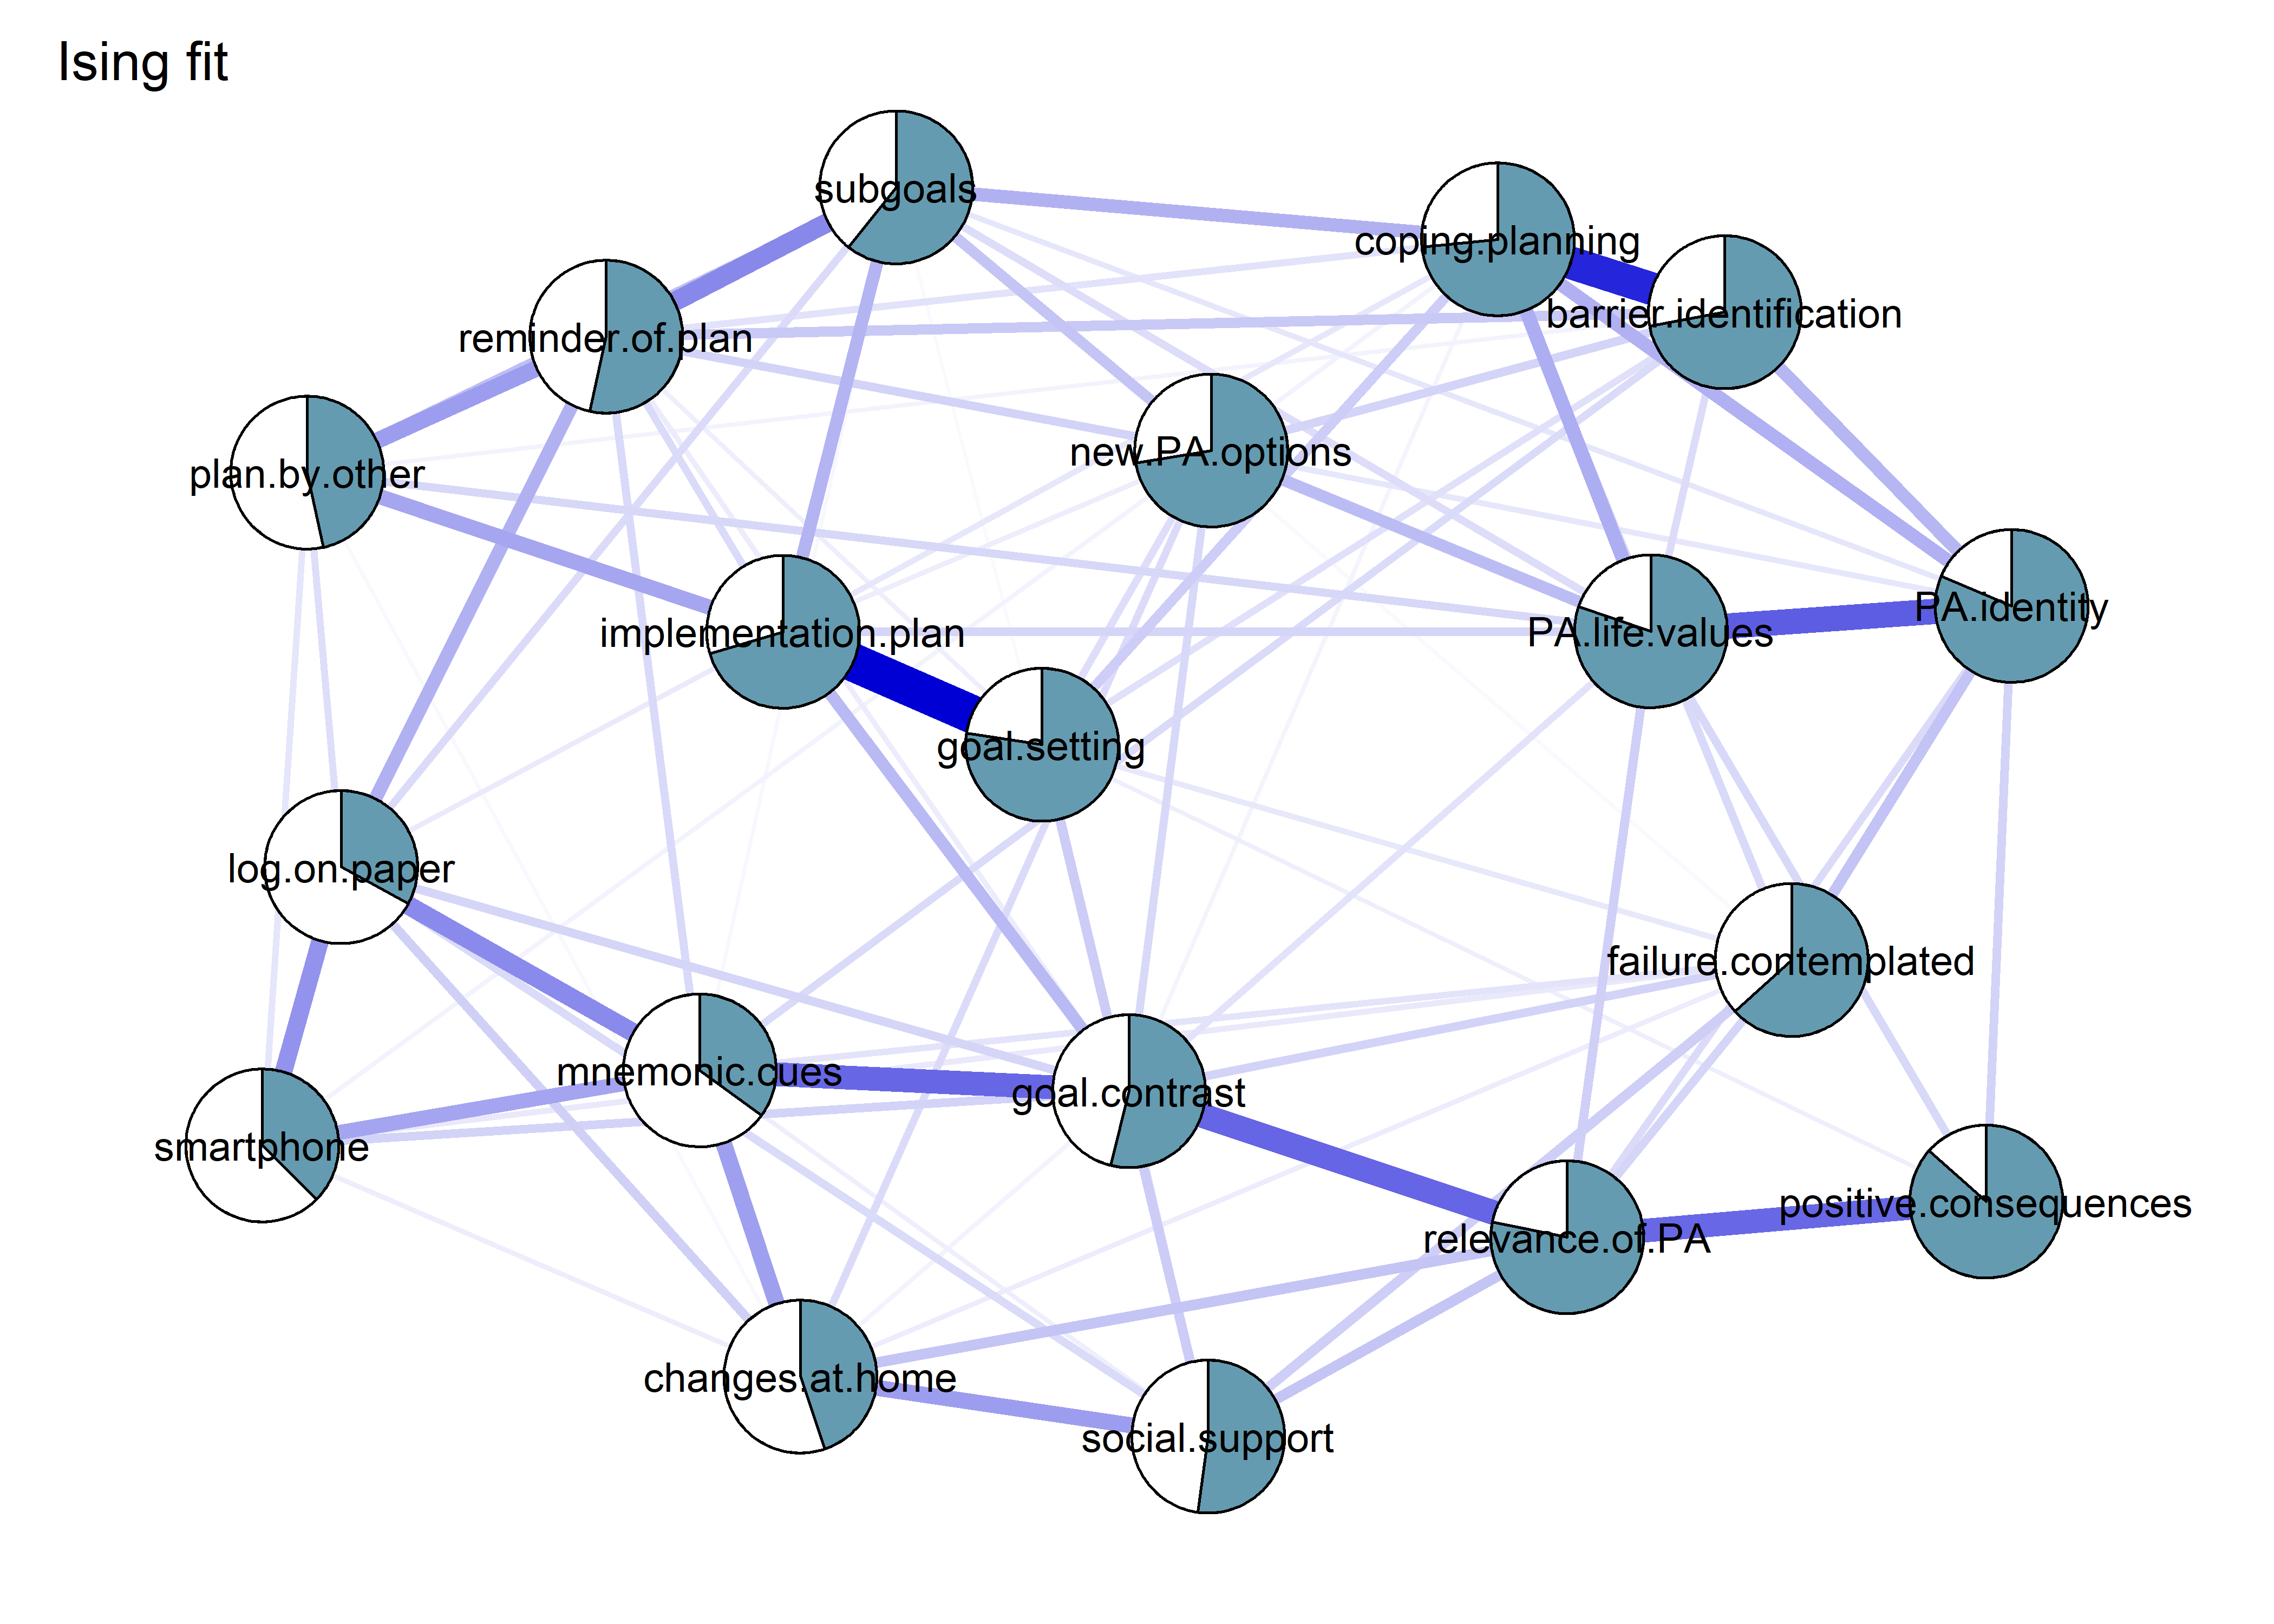 Ising fit
subgoals
coping.planning
barrier.identification
reminder.of.plan
new.PA.options
plan.by.other
PA.identity
implementation.plan
PA.life.values
goal.setting
log.on.paper
failure.contemplated
mnemonic.cues
goal.contrast
smartphone
positive.consequences
relevance.of.PA
changes.at.home
social.support